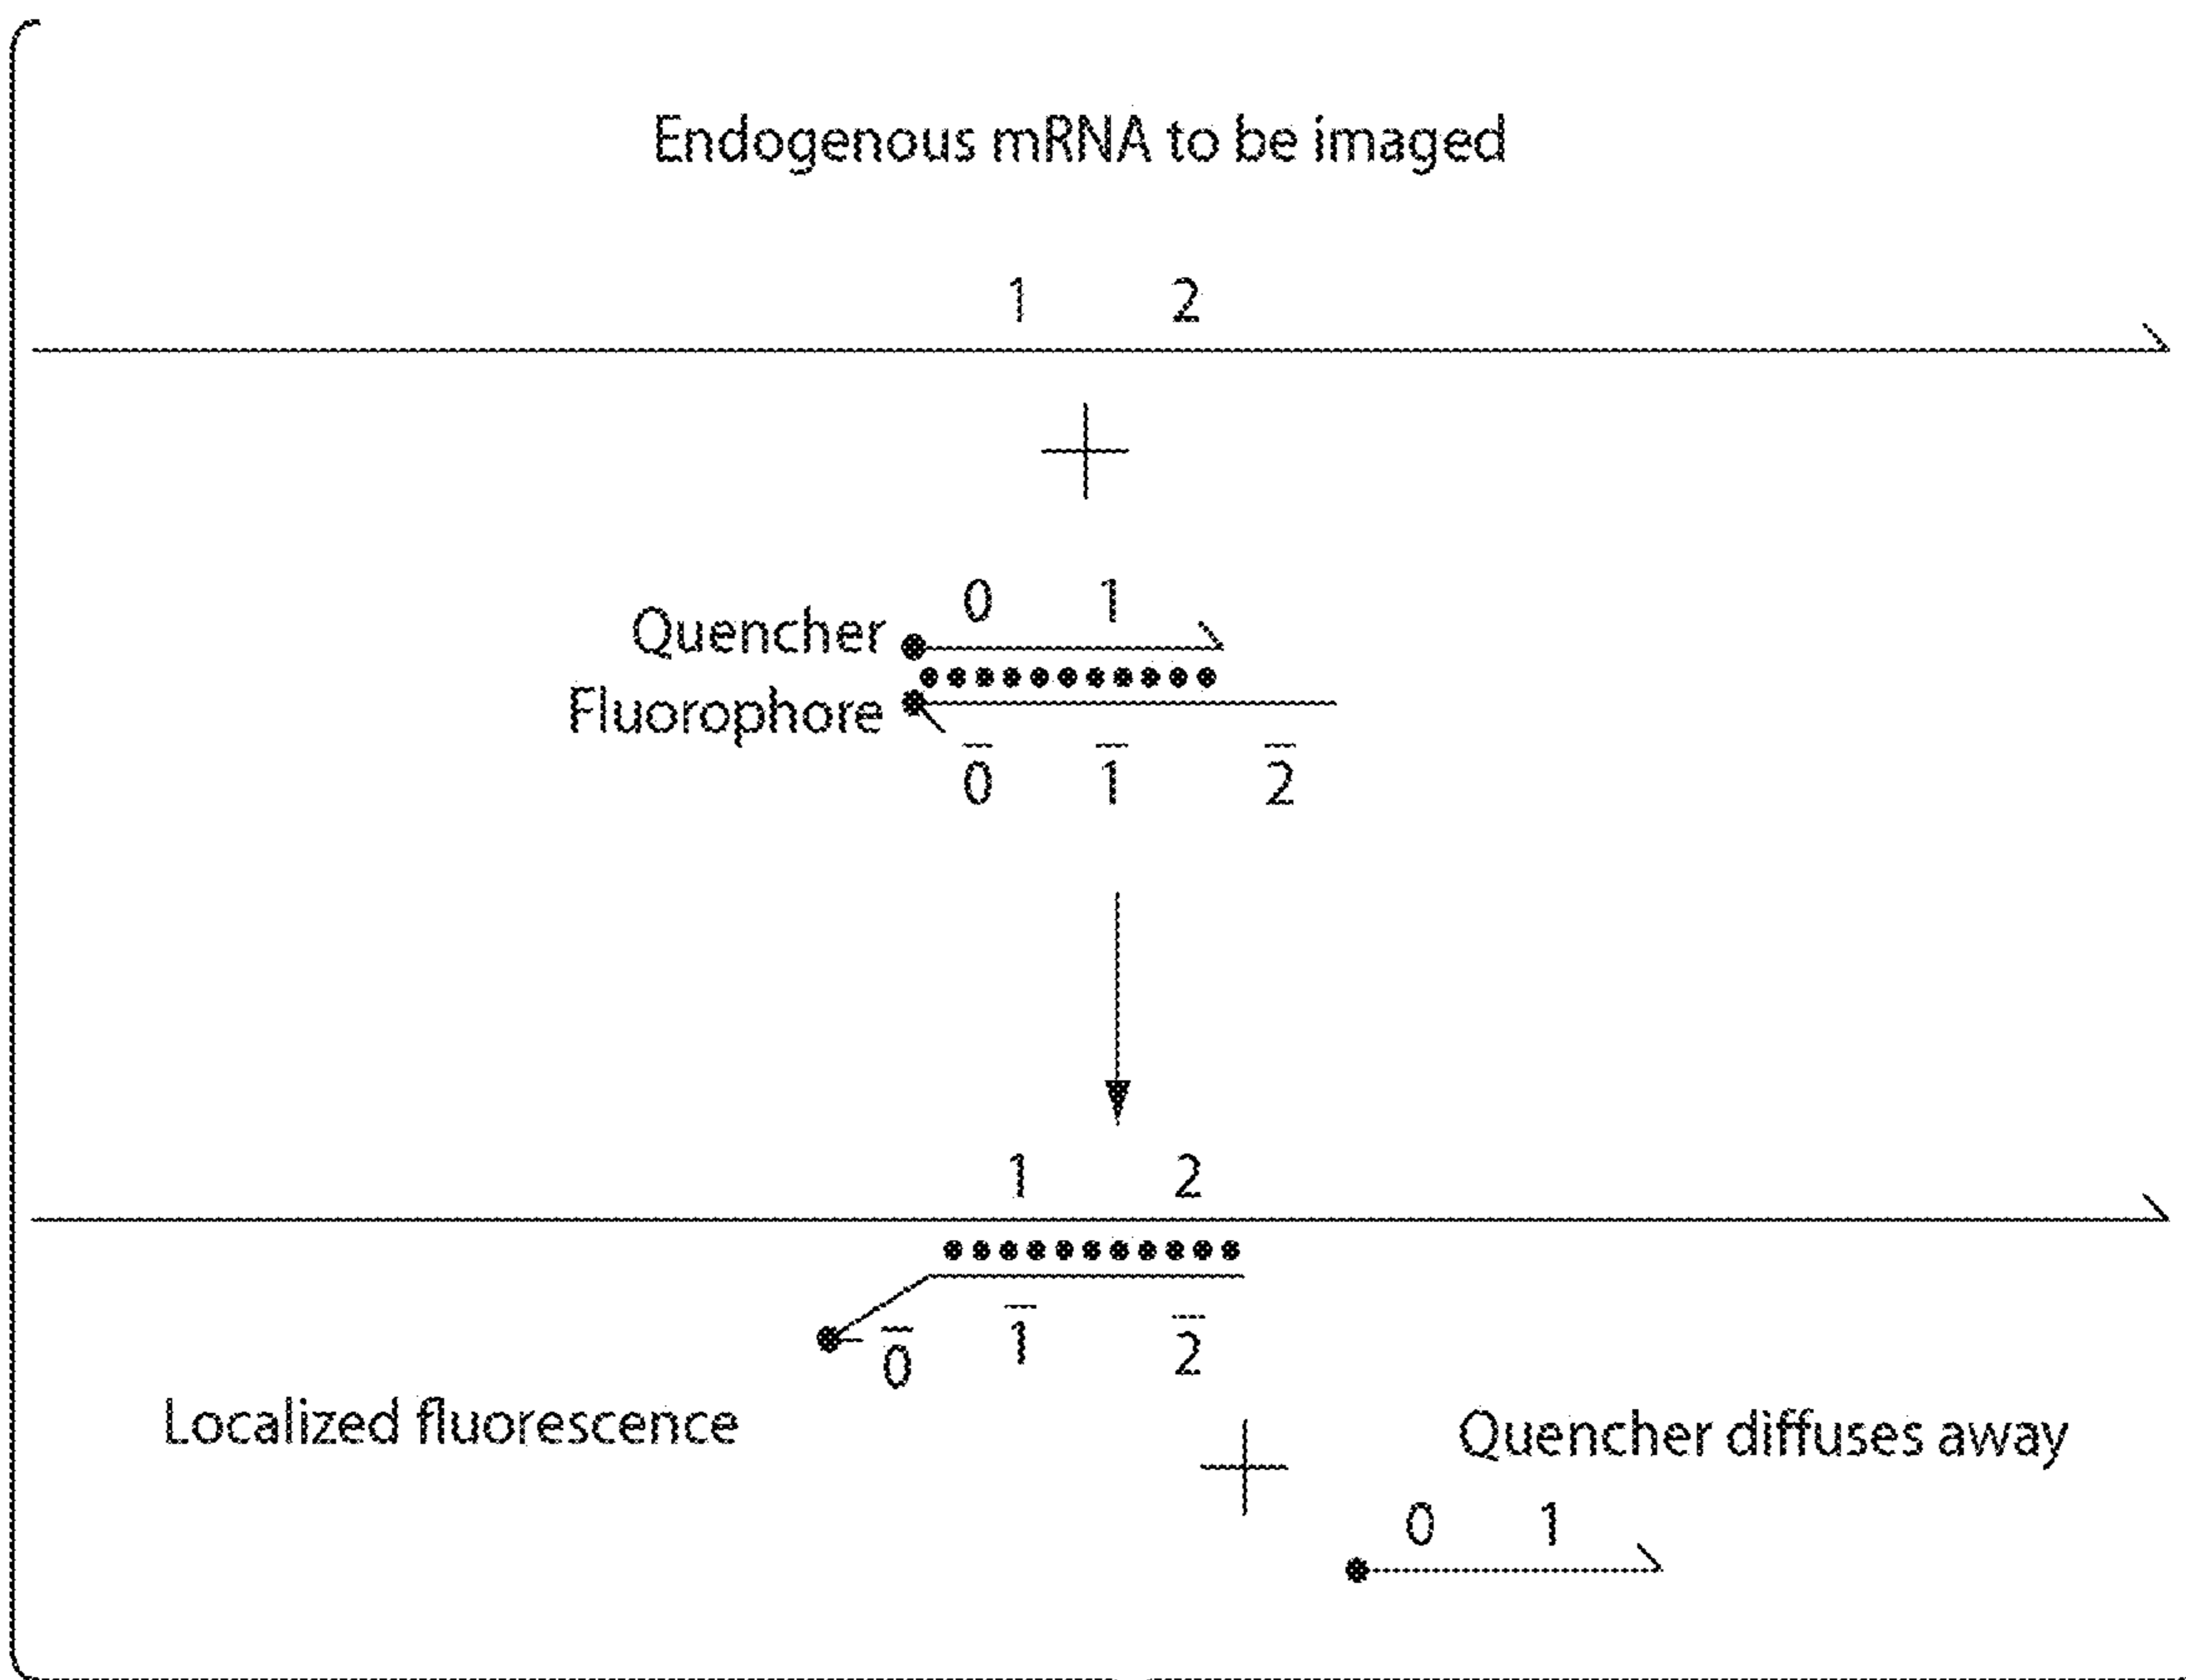 Endogenous mRNA to be imaged
1 2
0 1
Quencher
Fluorophore
0̅ 1̅ 2̅
1 2
0̅ 1̅ 2̅
Localized fluorescence
Quencher diffuses away
0 1